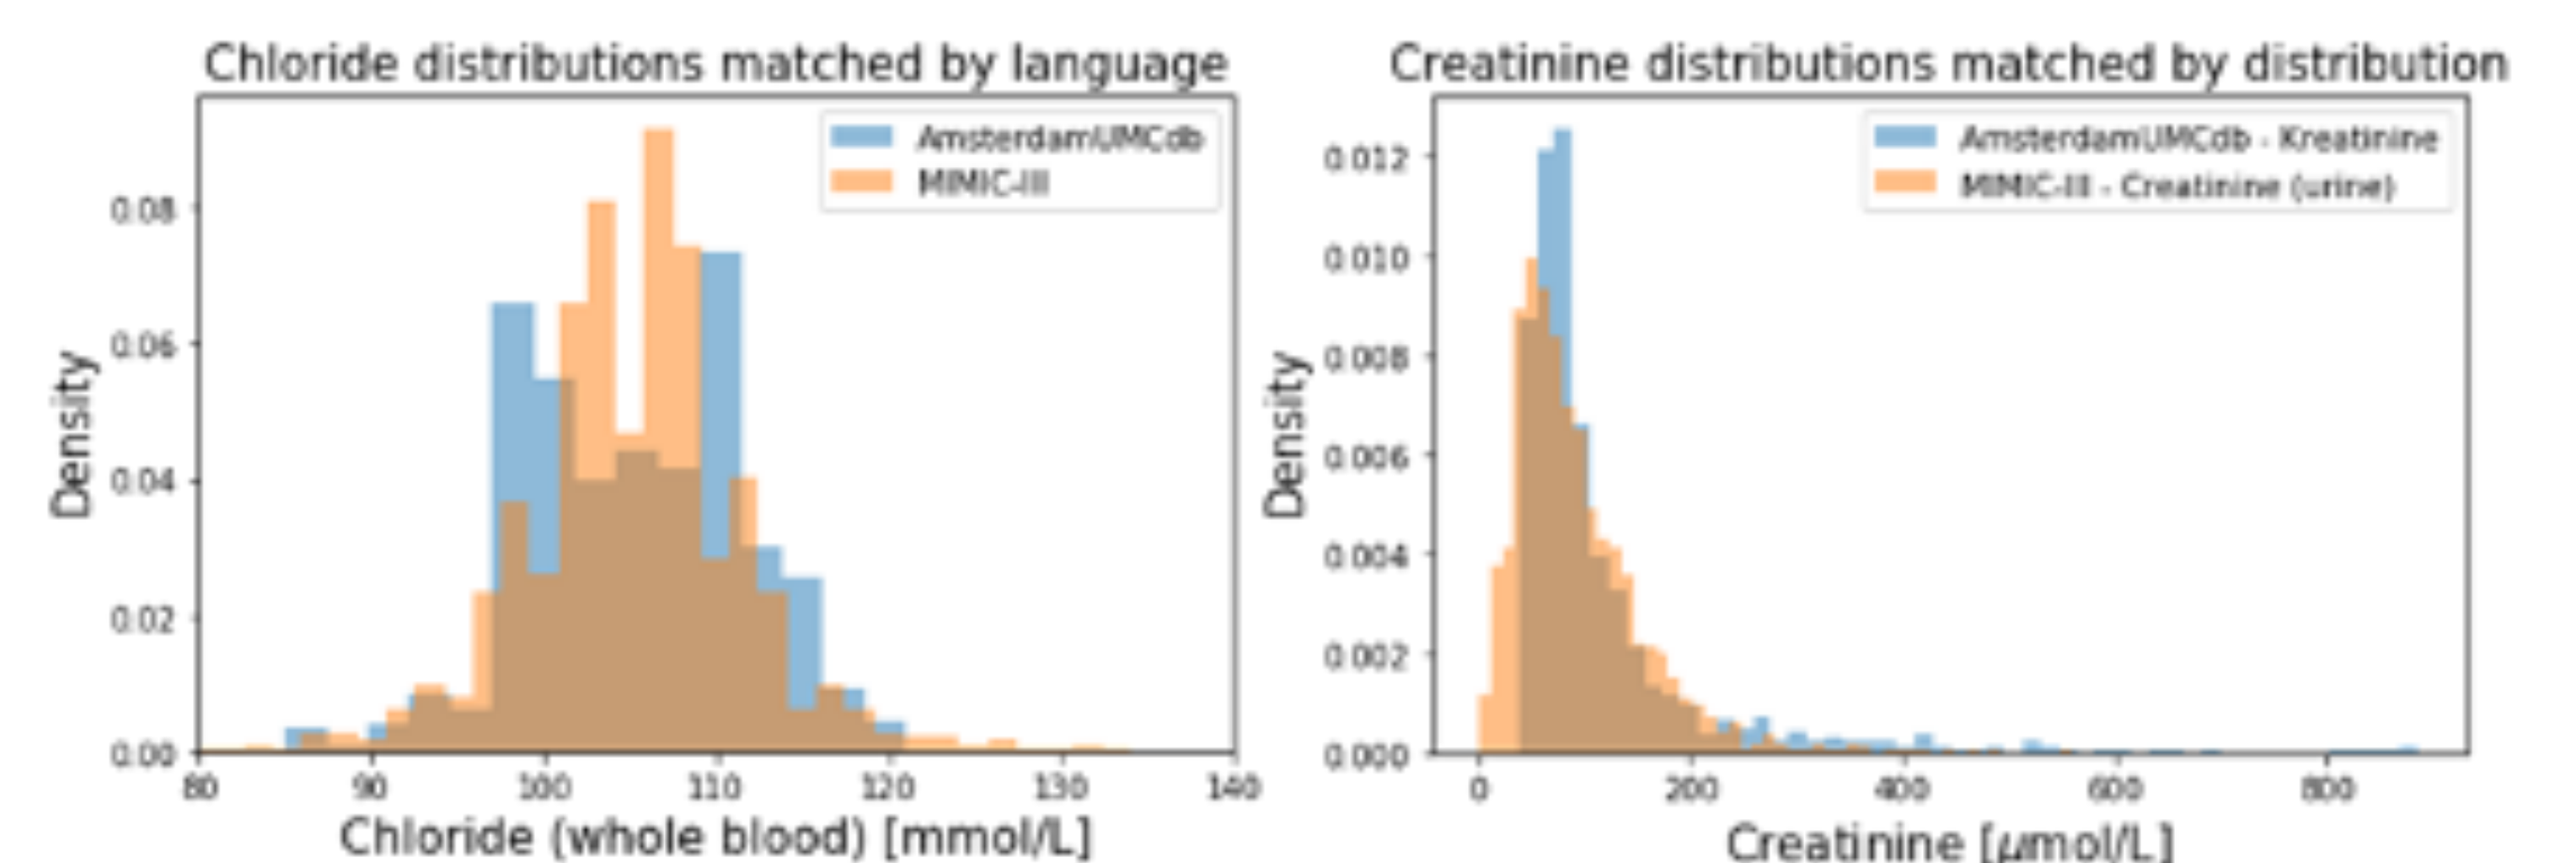 Chloride distributions matched by language
AmsterdamUMCdb
MIMIC-III
Density
0.08
0.06
0.04
0.02
0.00
80 90 100 110 120 130 140
Chloride (whole blood) [mmol/L]
Creatinine distributions matched by distribution
AmsterdamUMCdb - Kreatinine
MIMIC-III - Creatinine (urine)
Density
0.012
0.010
0.008
0.006
0.004
0.002
0.000
0 200 400 600 800
Creatinine [μmol/L]